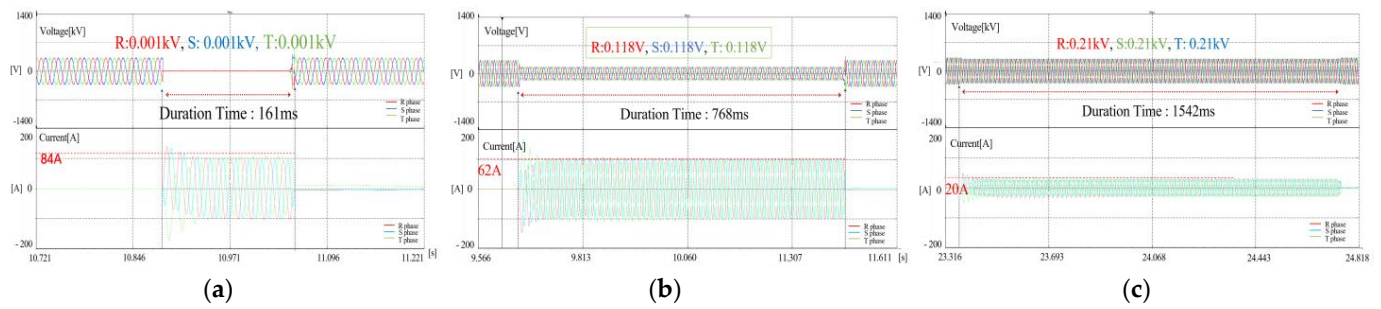 1400
Voltage[kV]
R:0.001kV, S: 0.001kV, T:0.001kV
[V] 0
Duration Time : 161ms
R phase
S phase
T phase
-1400
200
Current[A]
84A
[A] 0
R phase
S phase
T phase
-200
10.721 10.846 10.971 11.096 11.221 [s]
(a)
1400
Voltage[V]
R:0.118V, S:0.118V, T: 0.118V
[V] 0
Duration Time : 768ms
R phase
S phase
T phase
-1400
200
Current[A]
62A
[A] 0
R phase
S phase
T phase
-200
9.566 9.813 10.060 11.307 11.611 [s]
(b)
1400
Voltage[kV]
R:0.21kV, S:0.21kV, T: 0.21kV
[V] 0
Duration Time : 1542ms
R phase
S phase
T phase
-1400
200
Current[A]
[A] 0
20A
R phase
S phase
T phase
-200
23.316 23.693 24.068 24.443 24.818
(c)